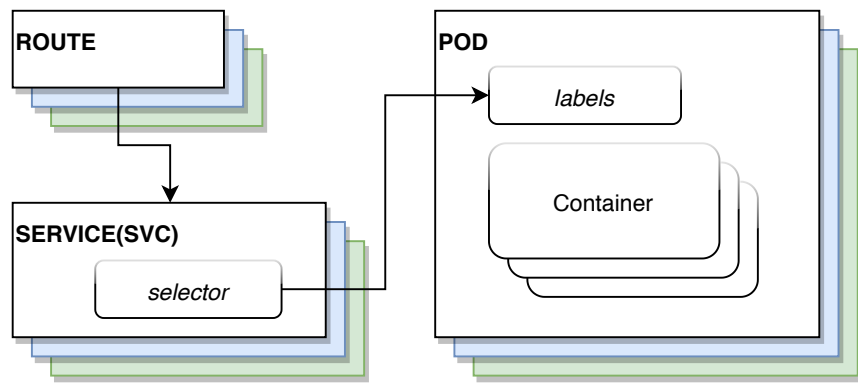 ROUTE
POD
labels
Container
SERVICE(SVC)
selector